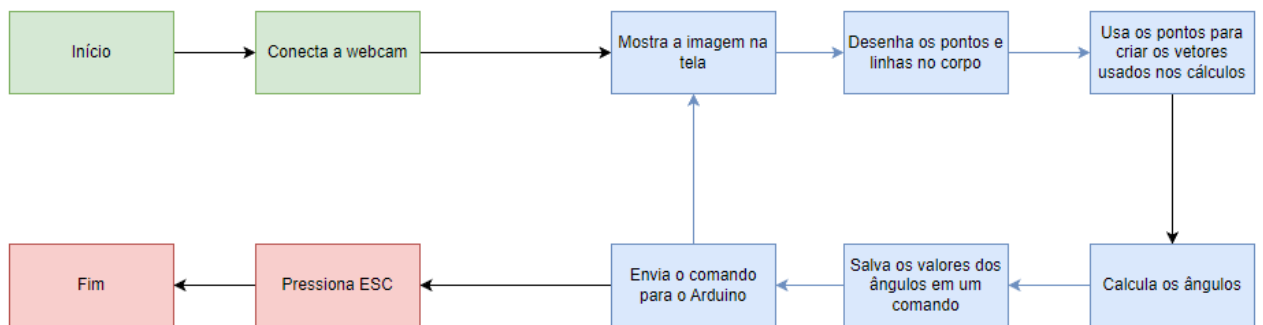 Início
Conecta a webcam
Mostra a imagem na
tela
Desenha os pontos e
linhas no corpo
Usa os pontos para
criar os vetores
usados nos cálculos
Calcula os ângulos
Salva os valores dos
ângulos em um
comando
Envia o comando
para o Arduino
Pressiona ESC
Fim